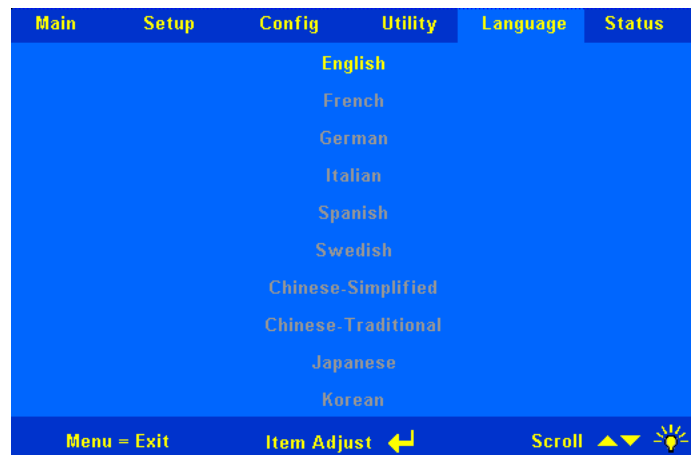 Main Setup Config Utility Language Status
English
French
German
Italian
Spanish
Swedish
Chinese-Simplified
Chinese-Traditional
Japanese
Korean
Menu = Exit Item Adjust Scroll